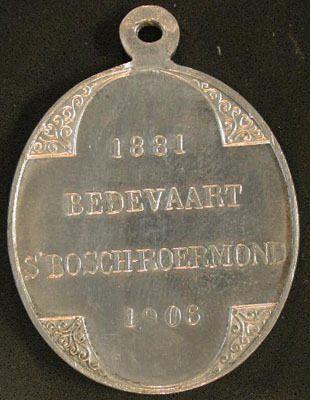 1881
BEDEVAART
S'BOSCH-ROERMOND
1906